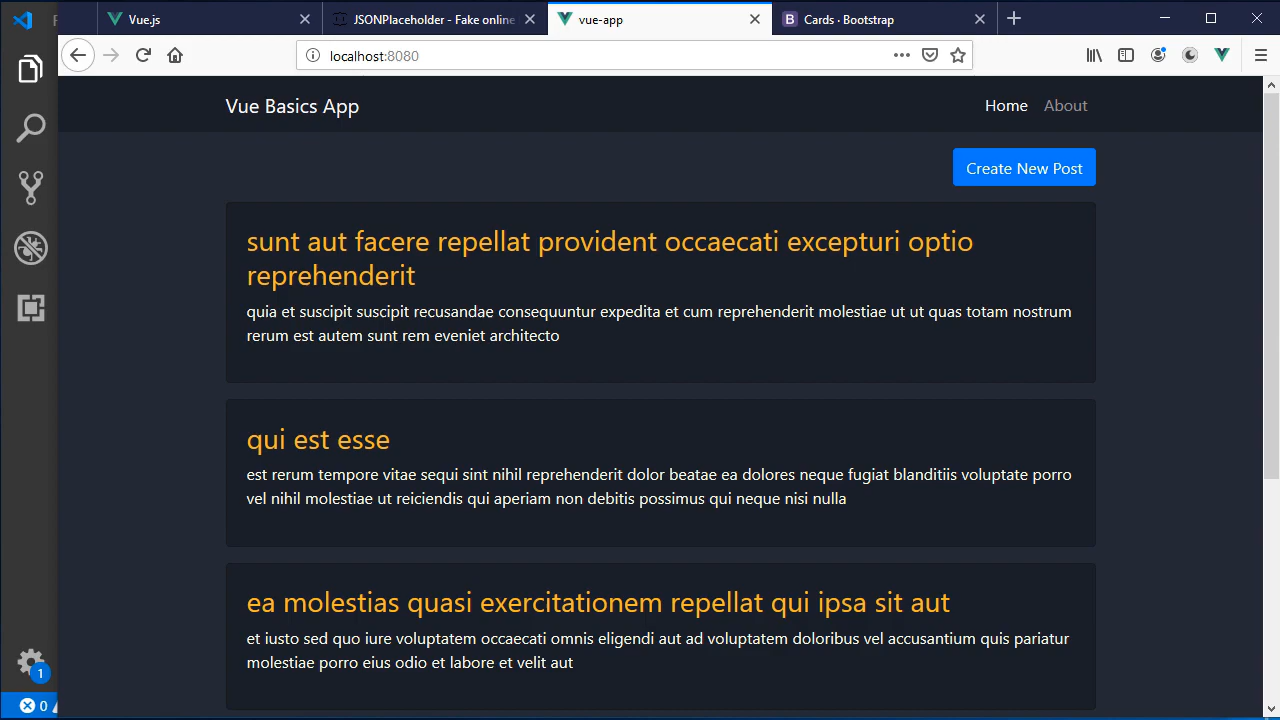 F
Vue.js
JSONPlaceholder - Fake online
vue-app
Cards · Bootstrap
localhost:8080
Vue Basics App
Home
About
Create New Post
sunt aut facere repellat provident occaecati excepturi optio
reprehenderit
quia et suscipit suscipit recusandae consequuntur expedita et cum reprehenderit molestiae ut ut quas totam nostrum
rerum est autem sunt rem eveniet architecto
qui est esse
est rerum tempore vitae sequi sint nihil reprehenderit dolor beatae ea dolores neque fugiat blanditiis voluptate porro
vel nihil molestiae ut reiciendis qui aperiam non debitis possimus qui neque nisi nulla
ea molestias quasi exercitationem repellat qui ipsa sit aut
et iusto sed quo iure voluptatem occaecati omnis eligendi aut ad voluptatem doloribus vel accusantium quis pariatur
molestiae porro eius odio et labore et velit aut
1
0